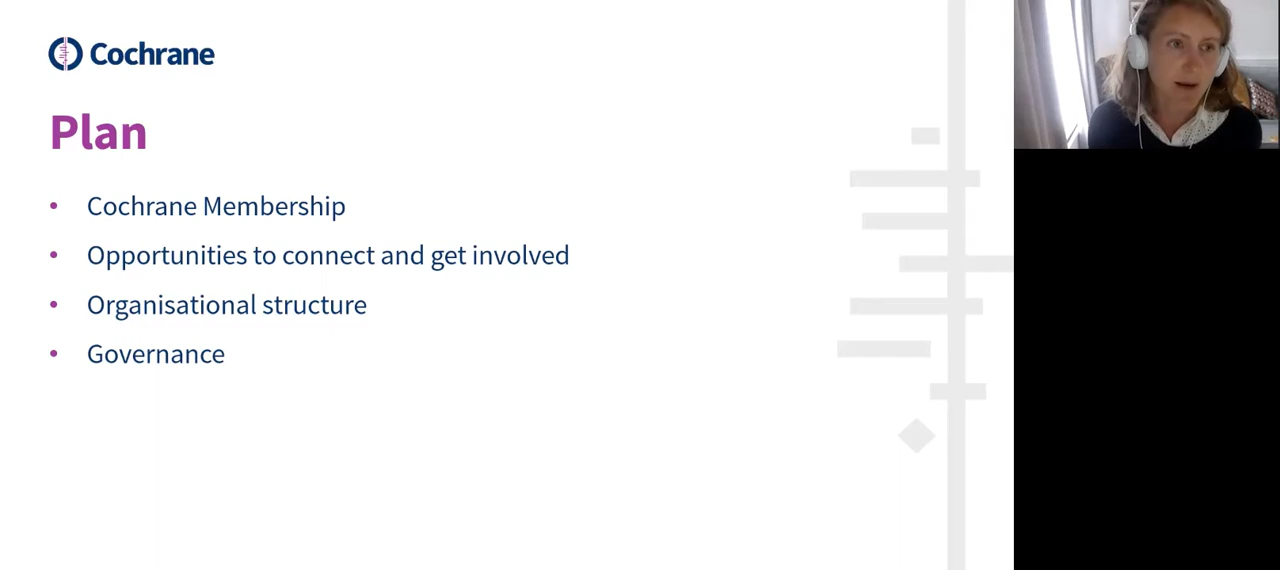 Cochrane
Plan
• Cochrane Membership
• Opportunities to connect and get involved
• Organisational structure
• Governance